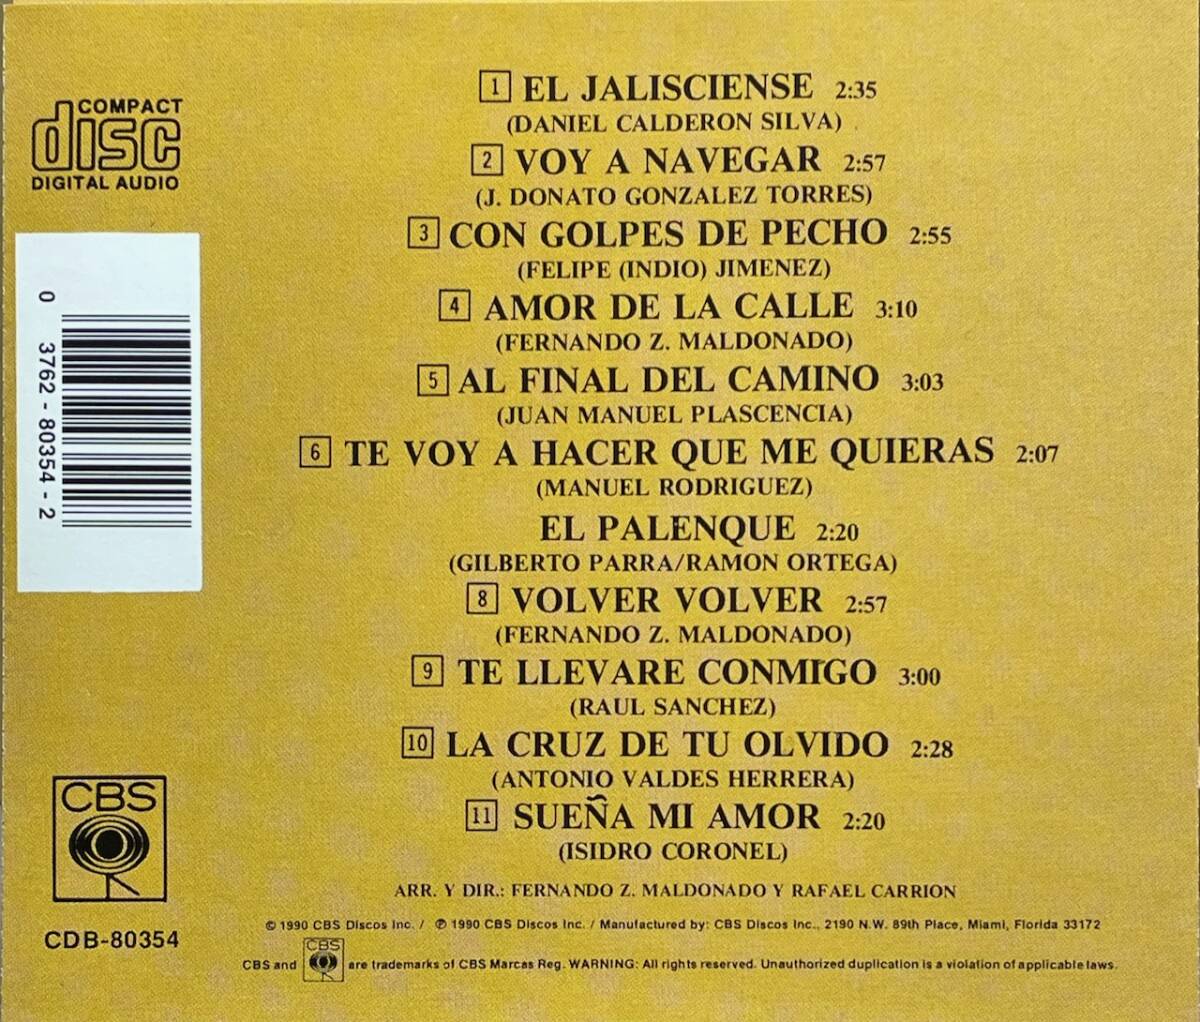 COMPACT
disc
DIGITAL AUDIO
0 3762 - 80354 - 2
1 EL JALISCIENSE 2:35
(DANIEL CALDERON SILVA)
2 VOY A NAVEGAR 2:57
(J. DONATO GONZALEZ TORRES)
3 CON GOLPES DE PECHO 2:55
(FELIPE (INDIO) JIMENEZ)
4 AMOR DE LA CALLE 3:10
(FERNANDO Z. MALDONADO)
5 AL FINAL DEL CAMINO 3:03
(JUAN MANUEL PLASCENCIA)
6 TE VOY A HACER QUE ME QUIERAS 2:07
(MANUEL RODRIGUEZ)
EL PALENQUE 2:20
(GILBERTO PARRA/RAMON ORTEGA)
8 VOLVER VOLVER 2:57
(FERNANDO Z. MALDONADO)
9 TE LLEVARE CONMIGO 3:00
(RAUL SANCHEZ)
10 LA CRUZ DE TU OLVIDO 2:28
(ANTONIO VALDES HERRERA)
11 SUEÑA MI AMOR 2:20
(ISIDRO CORONEL)
ARR. Y DIR.: FERNANDO Z. MALDONADO Y RAFAEL CARRION
CBS
CDB-80354
© 1990 CBS Discos Inc. / ℗ 1990 CBS Discos Inc. / Manufactured by: CBS Discos Inc., 2190 N.W. 89th Place, Miami, Florida 33172
CBS and CBS are trademarks of CBS Marcas Reg. WARNING: All rights reserved. Unauthorized duplication is a violation of applicable laws.